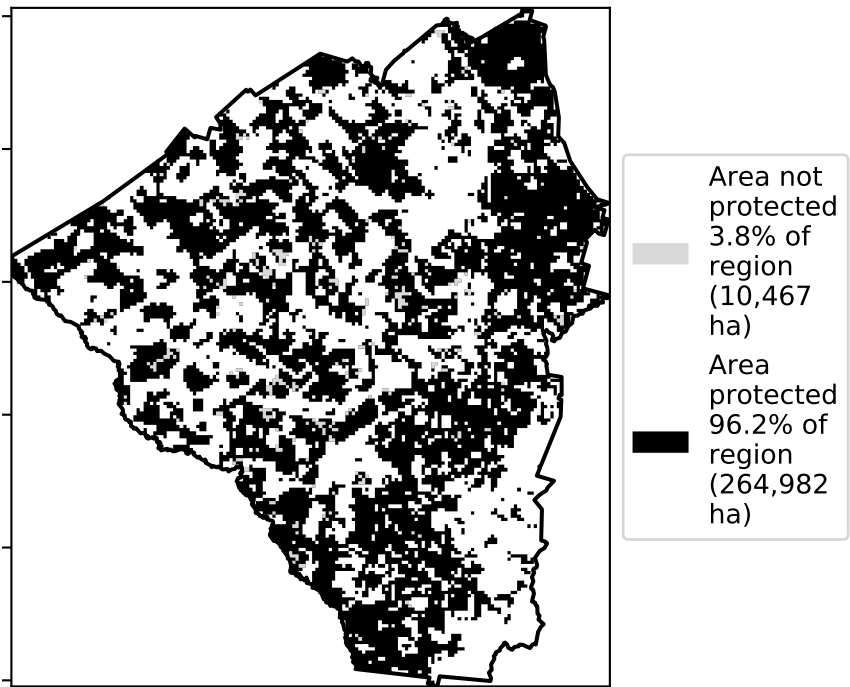 Area not
protected
3.8% of
region
(10,467
ha)
Area
protected
96.2% of
region
(264,982
ha)